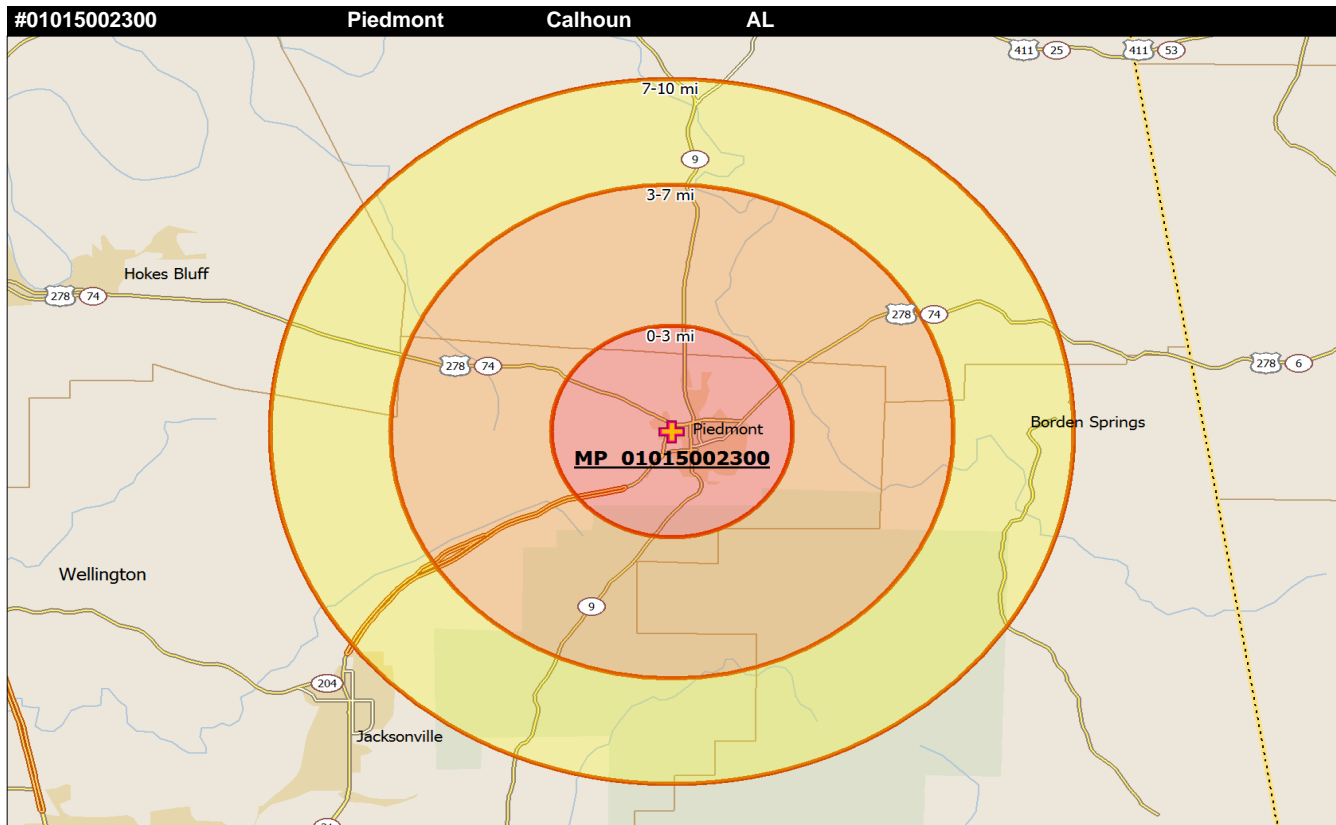 #01015002300 Piedmont Calhoun AL
411 25 411 53
7-10 mi
9
3-7 mi
Hokes Bluff
278 74
278 74
0-3 mi
278 74
278 6
Piedmont
Borden Springs
MP 01015002300
Wellington
9
204
Jacksonville